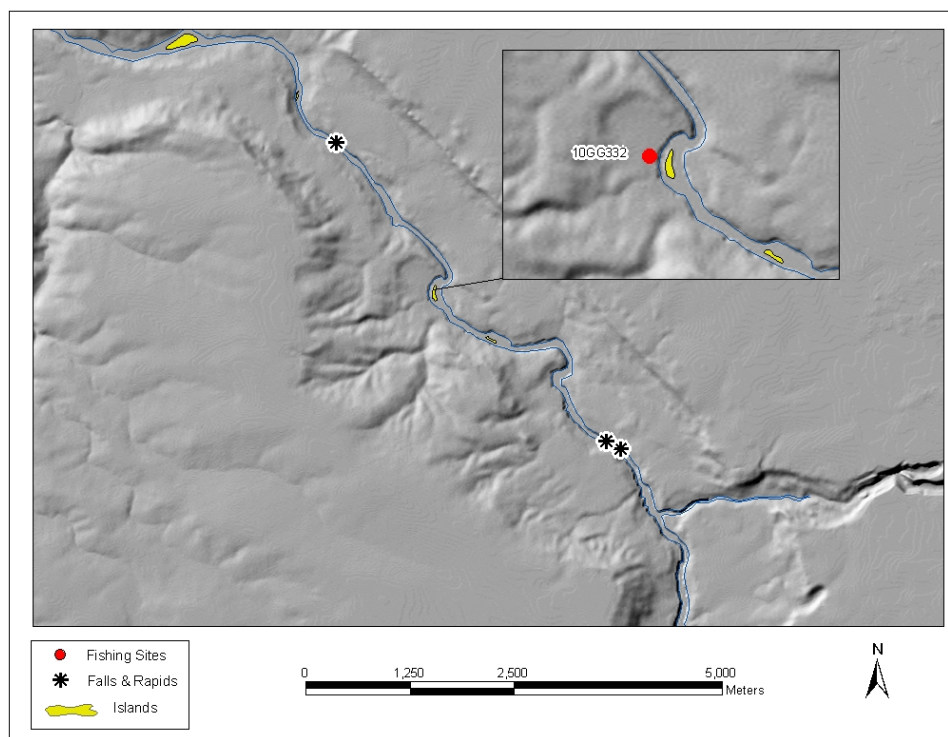 10GG332
Fishing Sites
Falls & Rapids
Islands
0 1,250 2,500 5,000
Meters
N